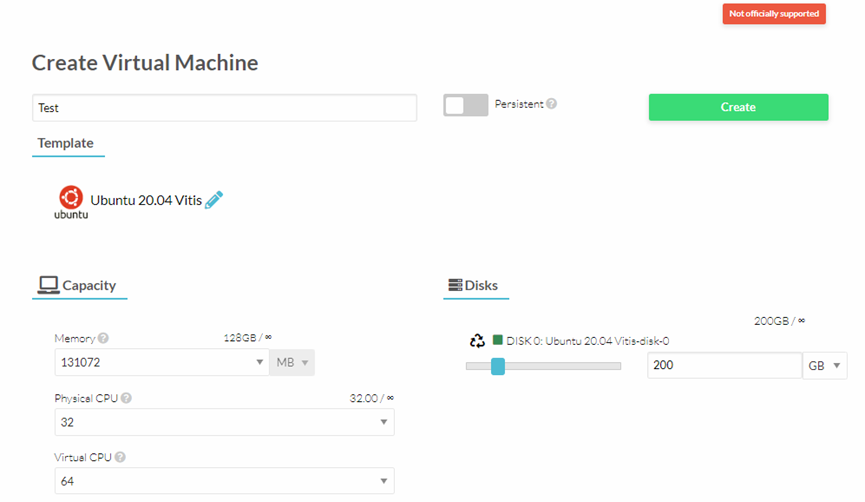 Not officially supported
Create Virtual Machine
Test
Persistent ?
Create
Template
ubuntu
Ubuntu 20.04 Vitis
Capacity
Disks
200GB / ∞
Memory ? 128GB / ∞
DISK 0: Ubuntu 20.04 Vitis-disk-0
131072 MB
200 GB
Physical CPU ? 32.00 / ∞
32
Virtual CPU ?
64